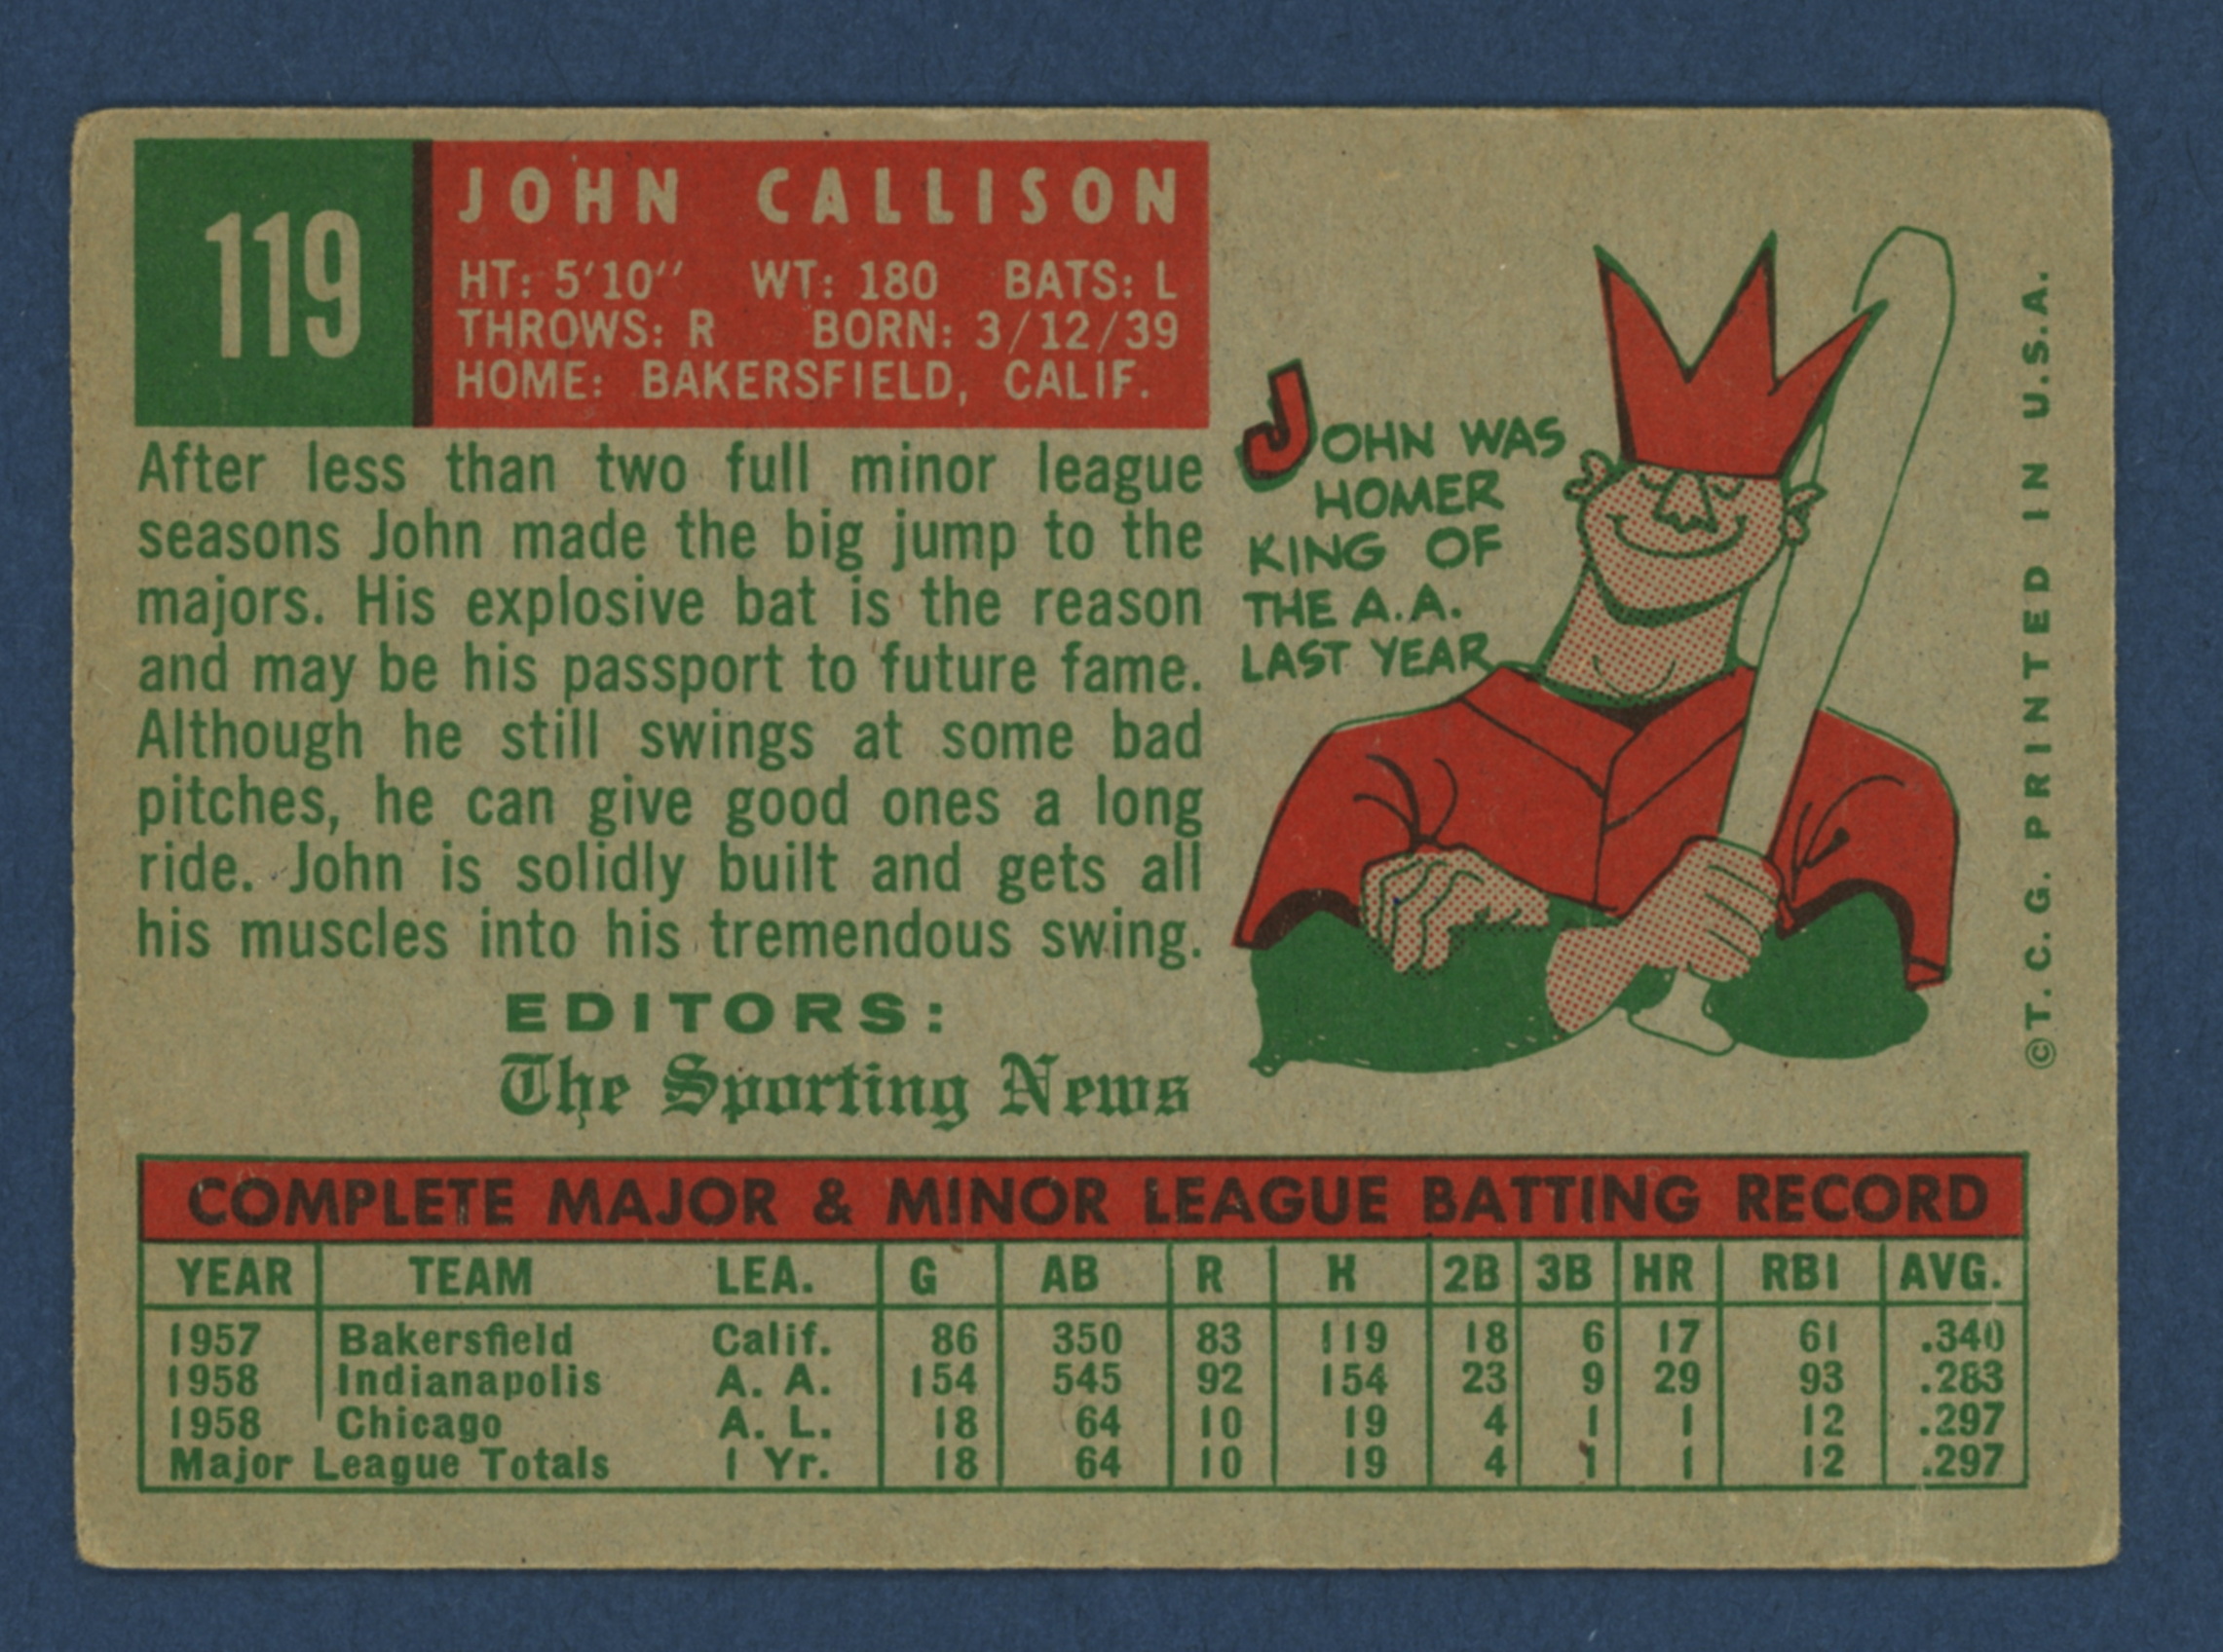 119
JOHN CALLISON
HT: 5'10" WT: 180 BATS: L
THROWS: R BORN: 3/12/39
HOME: BAKERSFIELD, CALIF.
After less than two full minor league
seasons John made the big jump to the
majors. His explosive bat is the reason
and may be his passport to future fame.
Although he still swings at some bad
pitches, he can give good ones a long
ride. John is solidly built and gets all
his muscles into his tremendous swing.
EDITORS:
The Sporting News
JOHN WAS
HOMER
KING OF
THE A.A.
LAST YEAR
©T.C.G. PRINTED IN U.S.A.
COMPLETE MAJOR & MINOR LEAGUE BATTING RECORD
YEAR TEAM LEA. G AB R H 2B 3B HR RBI AVG.
1957 Bakersfield Calif. 86 350 83 119 18 6 17 61 .340
1958 Indianapolis A. A. 154 545 92 154 23 9 29 93 .283
1958 Chicago A. L. 18 64 10 19 4 1 1 12 .297
Major League Totals 1 Yr. 18 64 10 19 4 1 1 12 .297